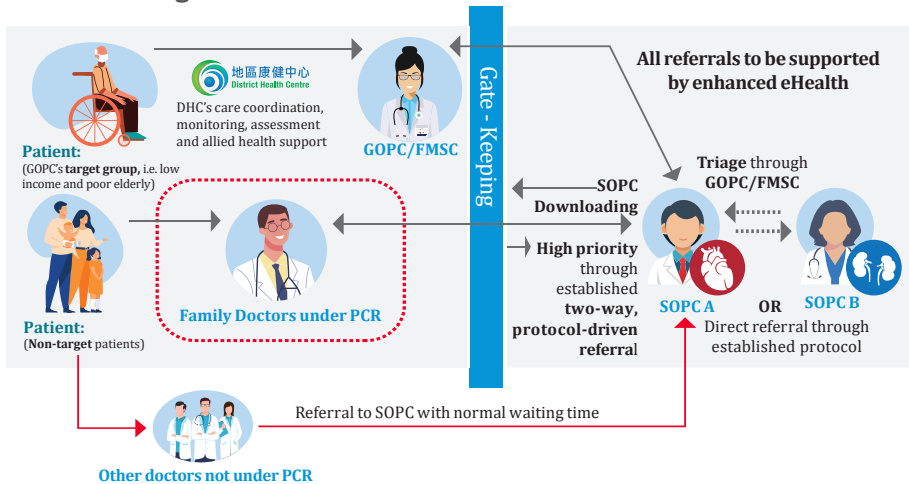 地區康健中心
District Health Centre
DHC's care coordination,
monitoring, assessment
and allied health support
GOPC/FMSC
Patient:
(GOPC's target group, i.e. low
income and poor elderly)
Family Doctors under PCR
Patient:
(Non-target patients)
Gate - Keeping
All referrals to be supported
by enhanced eHealth
Triage through
GOPC/FMSC
SOPC
Downloading
High priority
through
established
two-way,
protocol-driven
referral
SOPC A
OR
SOPC B
Direct referral through
established protocol
Referral to SOPC with normal waiting time
Other doctors not under PCR